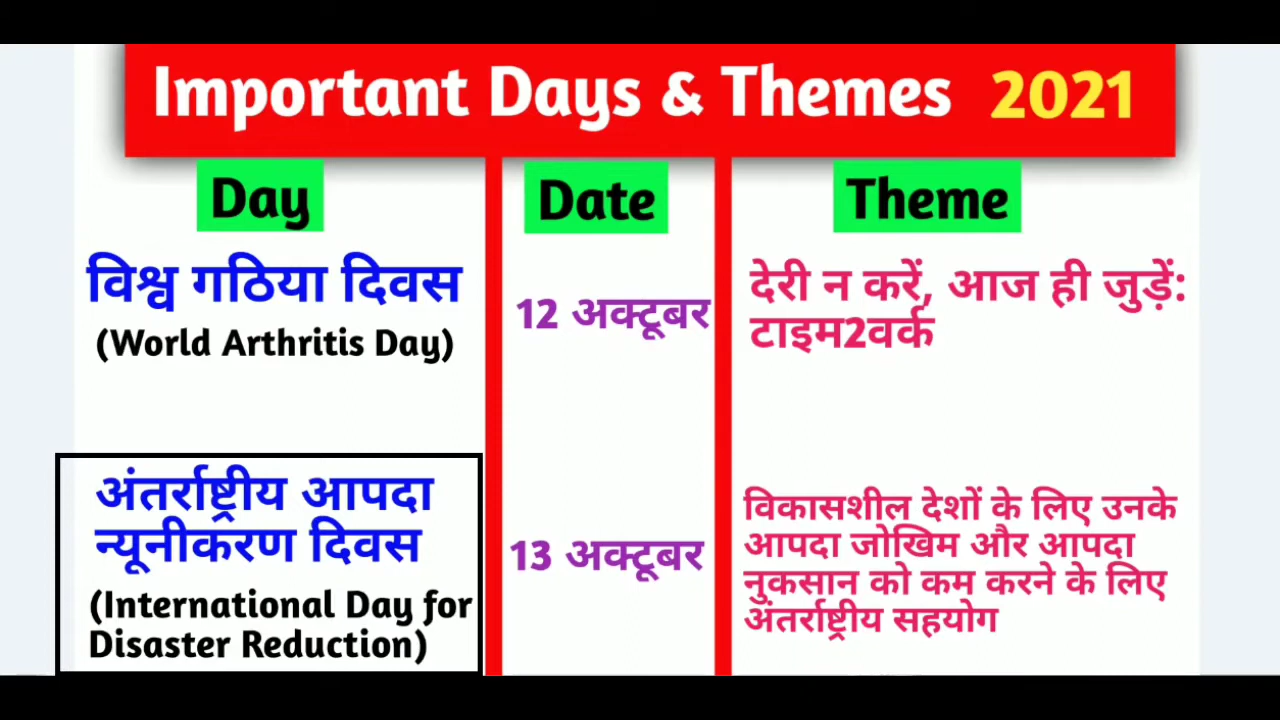 Important Days & Themes 2021
Day
Date
Theme
विश्व गठिया दिवस
(World Arthritis Day)
12 अक्टूबर
देरी न करें, आज ही जुड़ें:
टाइम2वर्क
अंतर्राष्ट्रीय आपदा
न्यूनीकरण दिवस
(International Day for
Disaster Reduction)
13 अक्टूबर
विकासशील देशों के लिए उनके
आपदा जोखिम और आपदा
नुकसान को कम करने के लिए
अंतर्राष्ट्रीय सहयोग